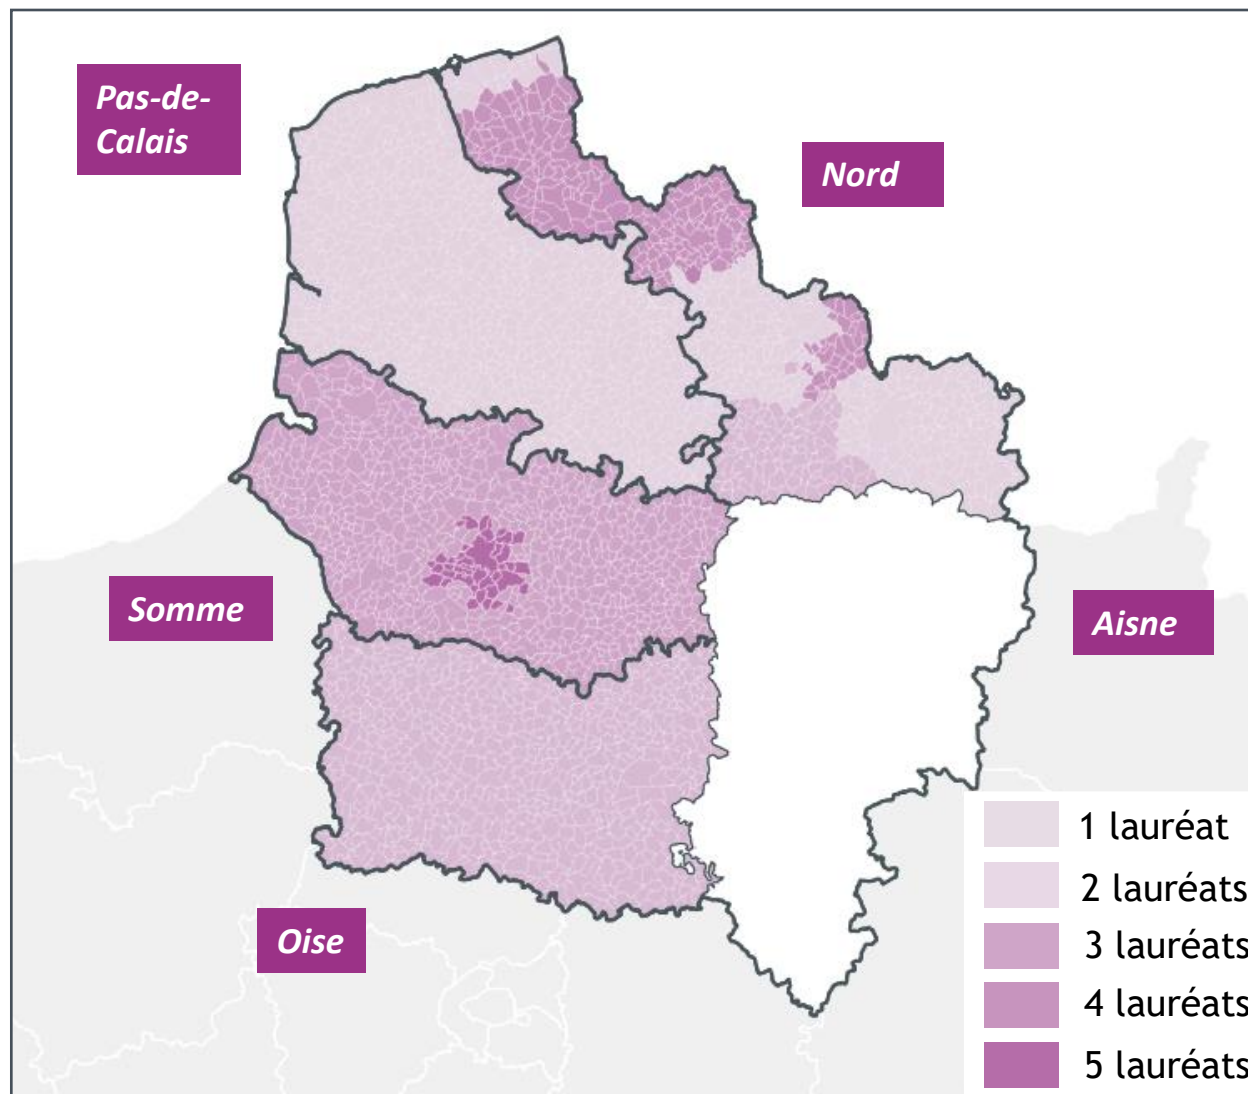 Pas-de-
Calais
Nord
Somme
Aisne
Oise
1 lauréat
2 lauréats
3 lauréats
4 lauréats
5 lauréats